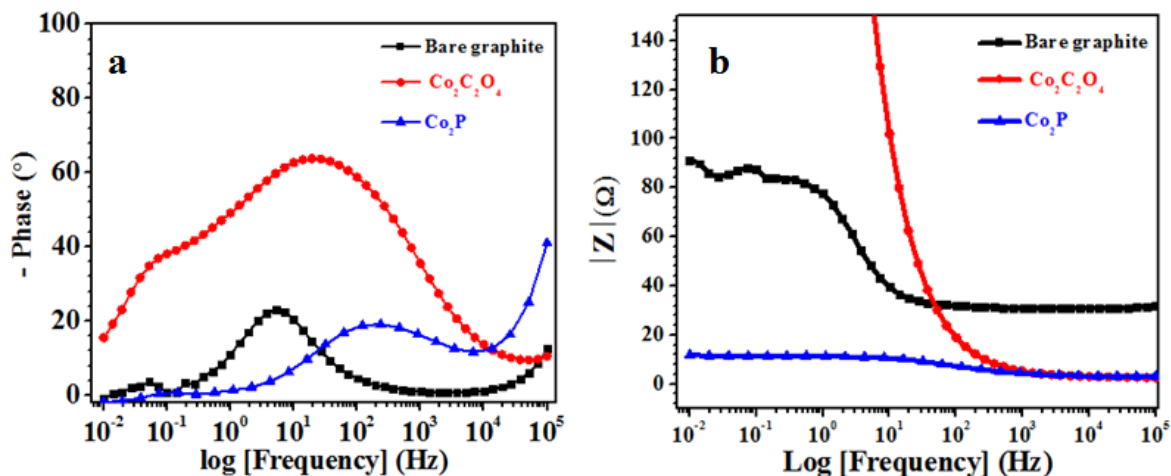 a
Bare graphite
Co₂C₂O₄
Co₂P
100
80
60
40
20
0
- Phase (°)
10⁻² 10⁻¹ 10⁰ 10¹ 10² 10³ 10⁴ 10⁵
log [Frequency] (Hz)
b
Bare graphite
Co₂C₂O₄
Co₂P
140
120
100
80
60
40
20
0
|Z|(Ω)
10⁻² 10⁻¹ 10⁰ 10¹ 10² 10³ 10⁴ 10⁵
Log [Frequency] (Hz)